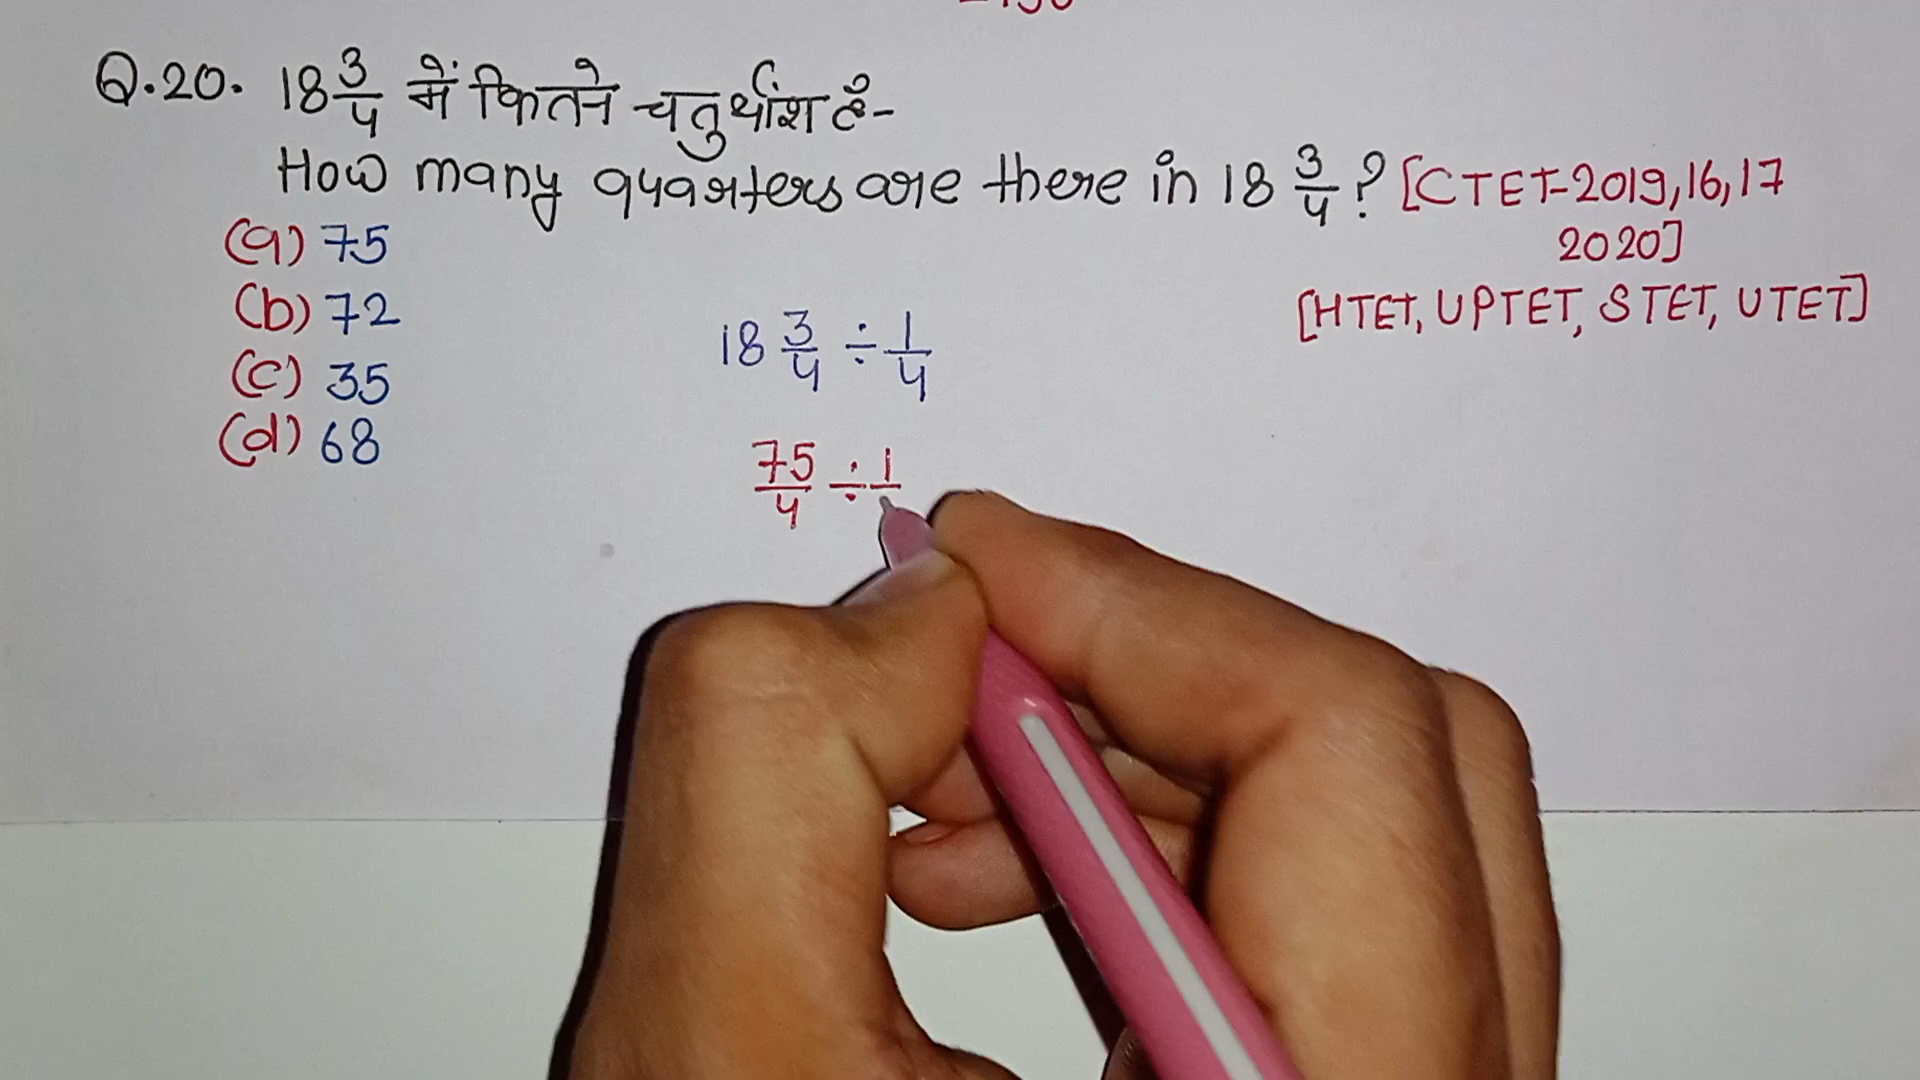 Q.20. 18 3/4 में कितने चतुर्थांश हैं-
How many quarters are there in 18 3/4 ? [CTET-2019,16,17
2020]
[HTET, UPTET, STET, UTET]
(a) 75
(b) 72
(c) 35
(d) 68
18 3/4 ÷ 1/4
75/4 ÷ 1/